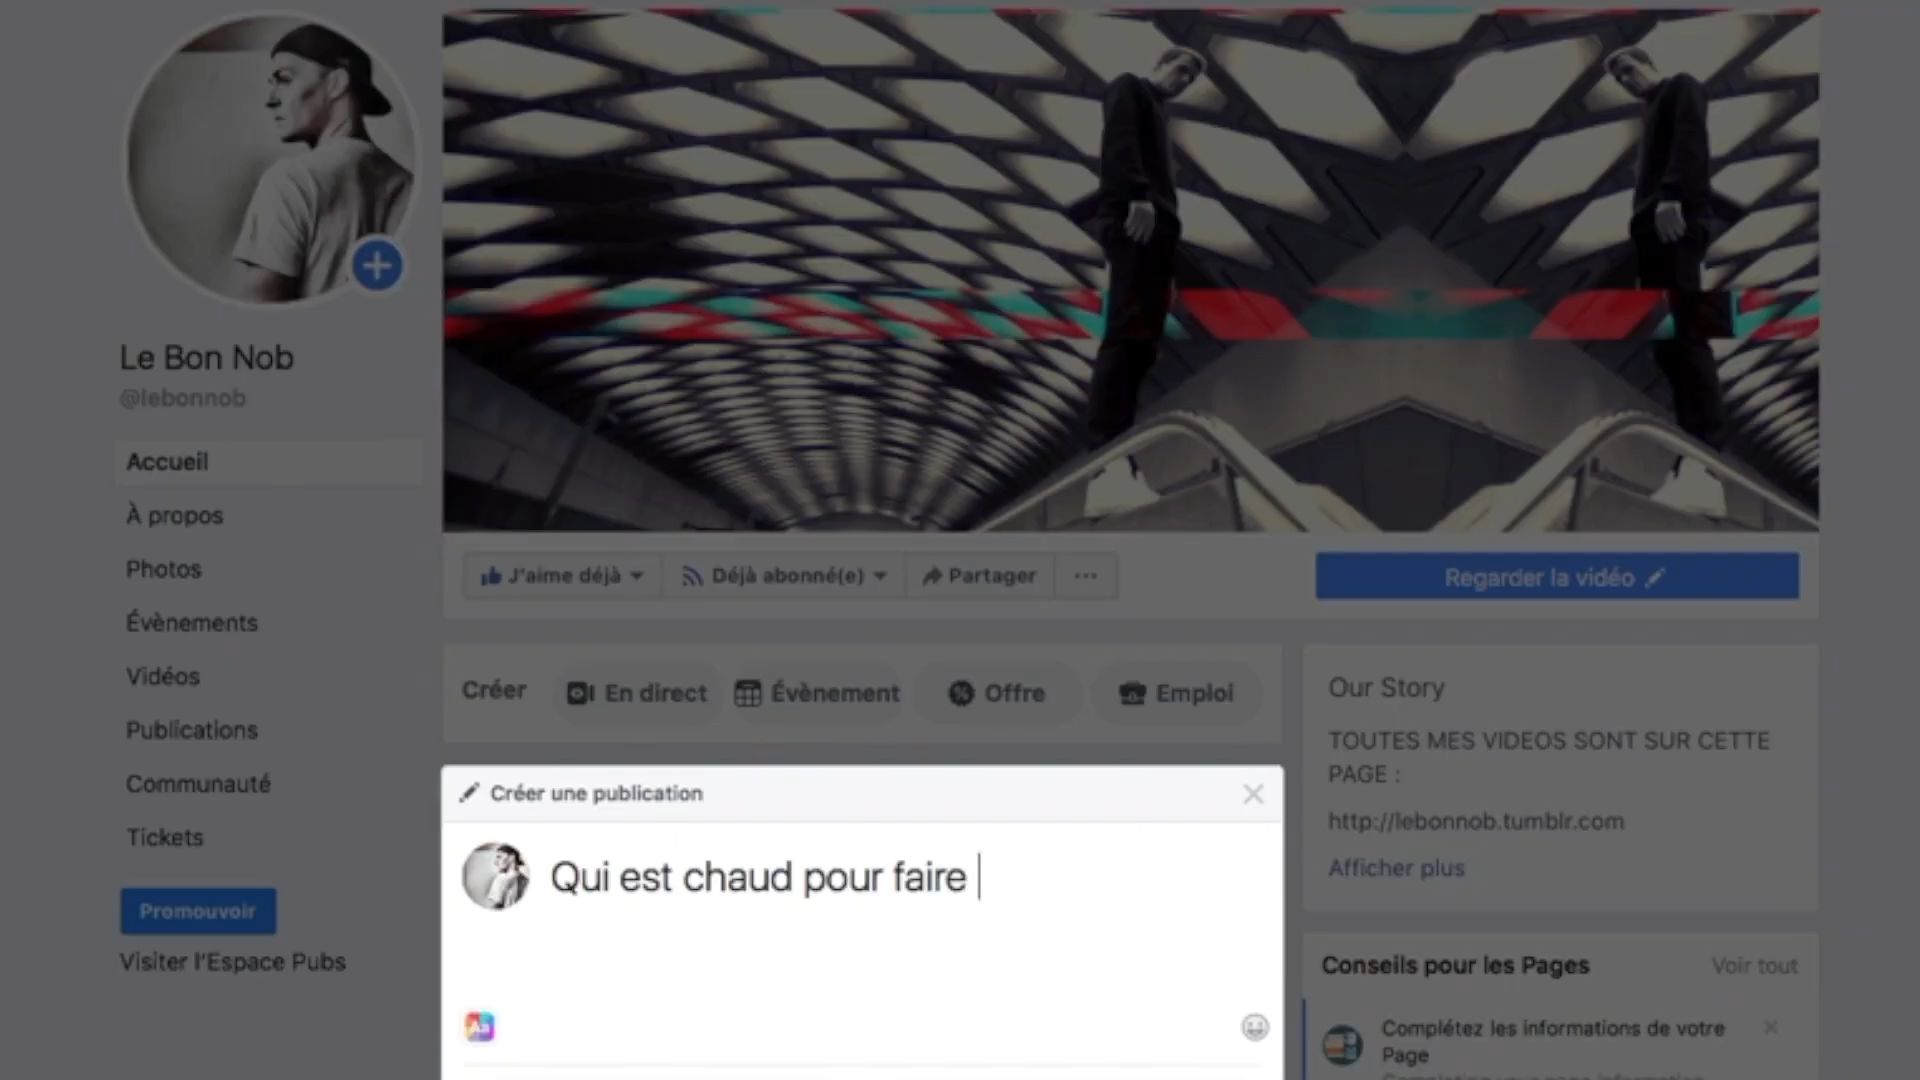 Le Bon Nob
@lebonnob
Accueil
À propos
Photos
Évènements
Vidéos
Publications
Communauté
Tickets
Promouvoir
Visiter l'Espace Pubs
J'aime déjà
Déjà abonné(e)
Partager
Regarder la vidéo
Créer
En direct
Évènement
Offre
Emploi
Créer une publication
Qui est chaud pour faire
Aa
Our Story
TOUTES MES VIDEOS SONT SUR CETTE
PAGE :
http://lebonnob.tumblr.com
Afficher plus
Conseils pour les Pages
Voir tout
Complétez les informations de votre
Page